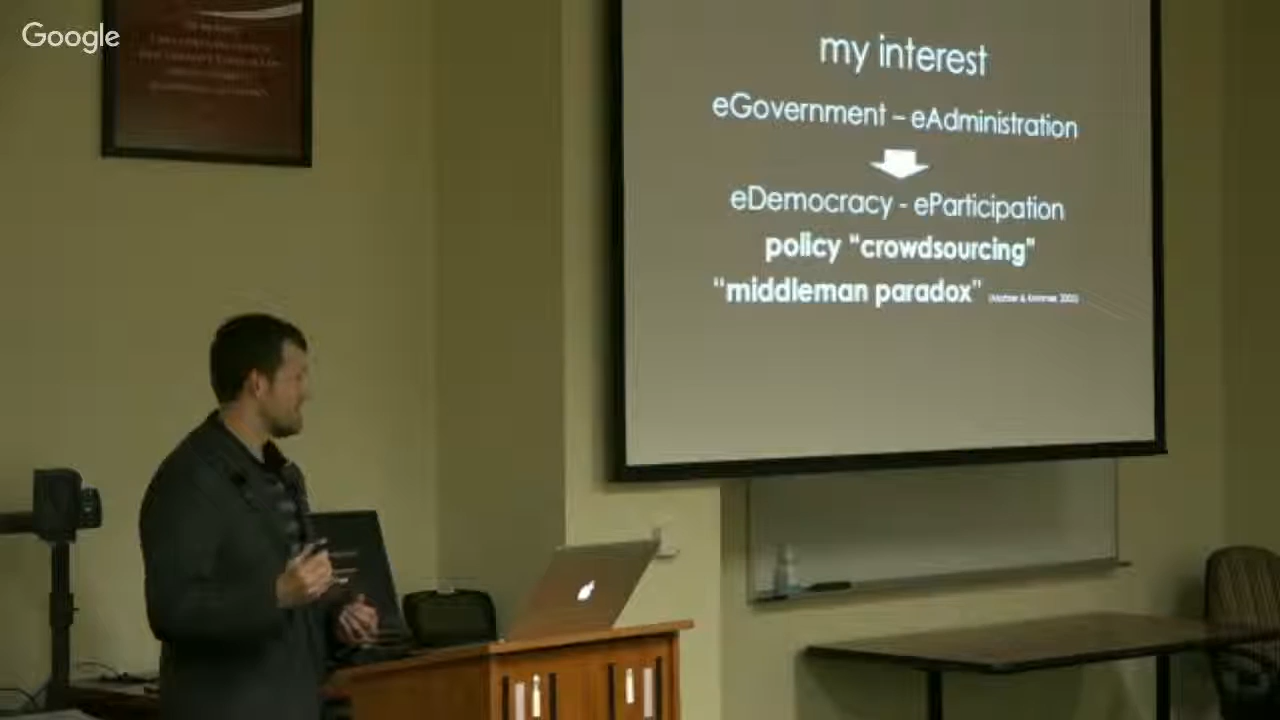 Google
my interest
eGovernment – eAdministration
eDemocracy - eParticipation
policy "crowdsourcing"
"middleman paradox"